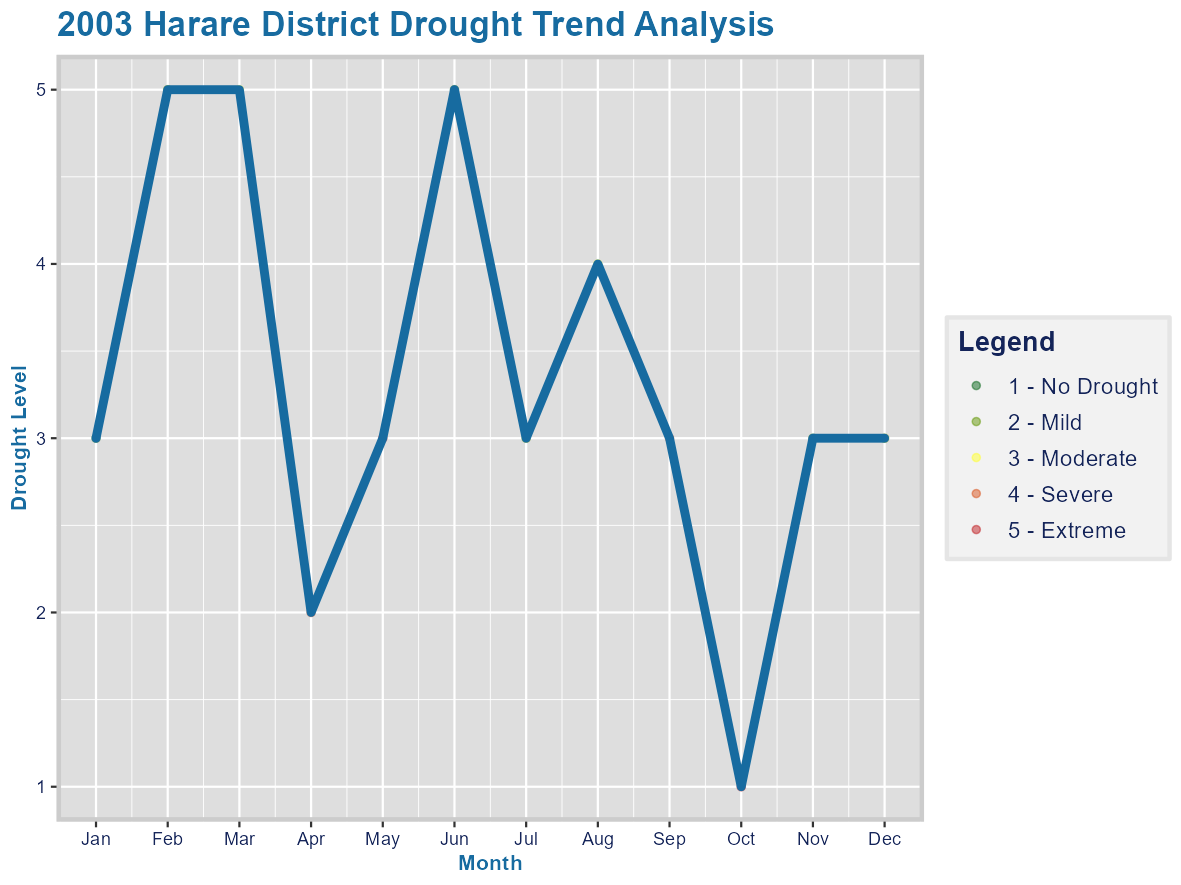 2003 Harare District Drought Trend Analysis
5
4
3
2
1
Drought Level
Jan Feb Mar Apr May Jun Jul Aug Sep Oct Nov Dec
Month
Legend
1 - No Drought
2 - Mild
3 - Moderate
4 - Severe
5 - Extreme